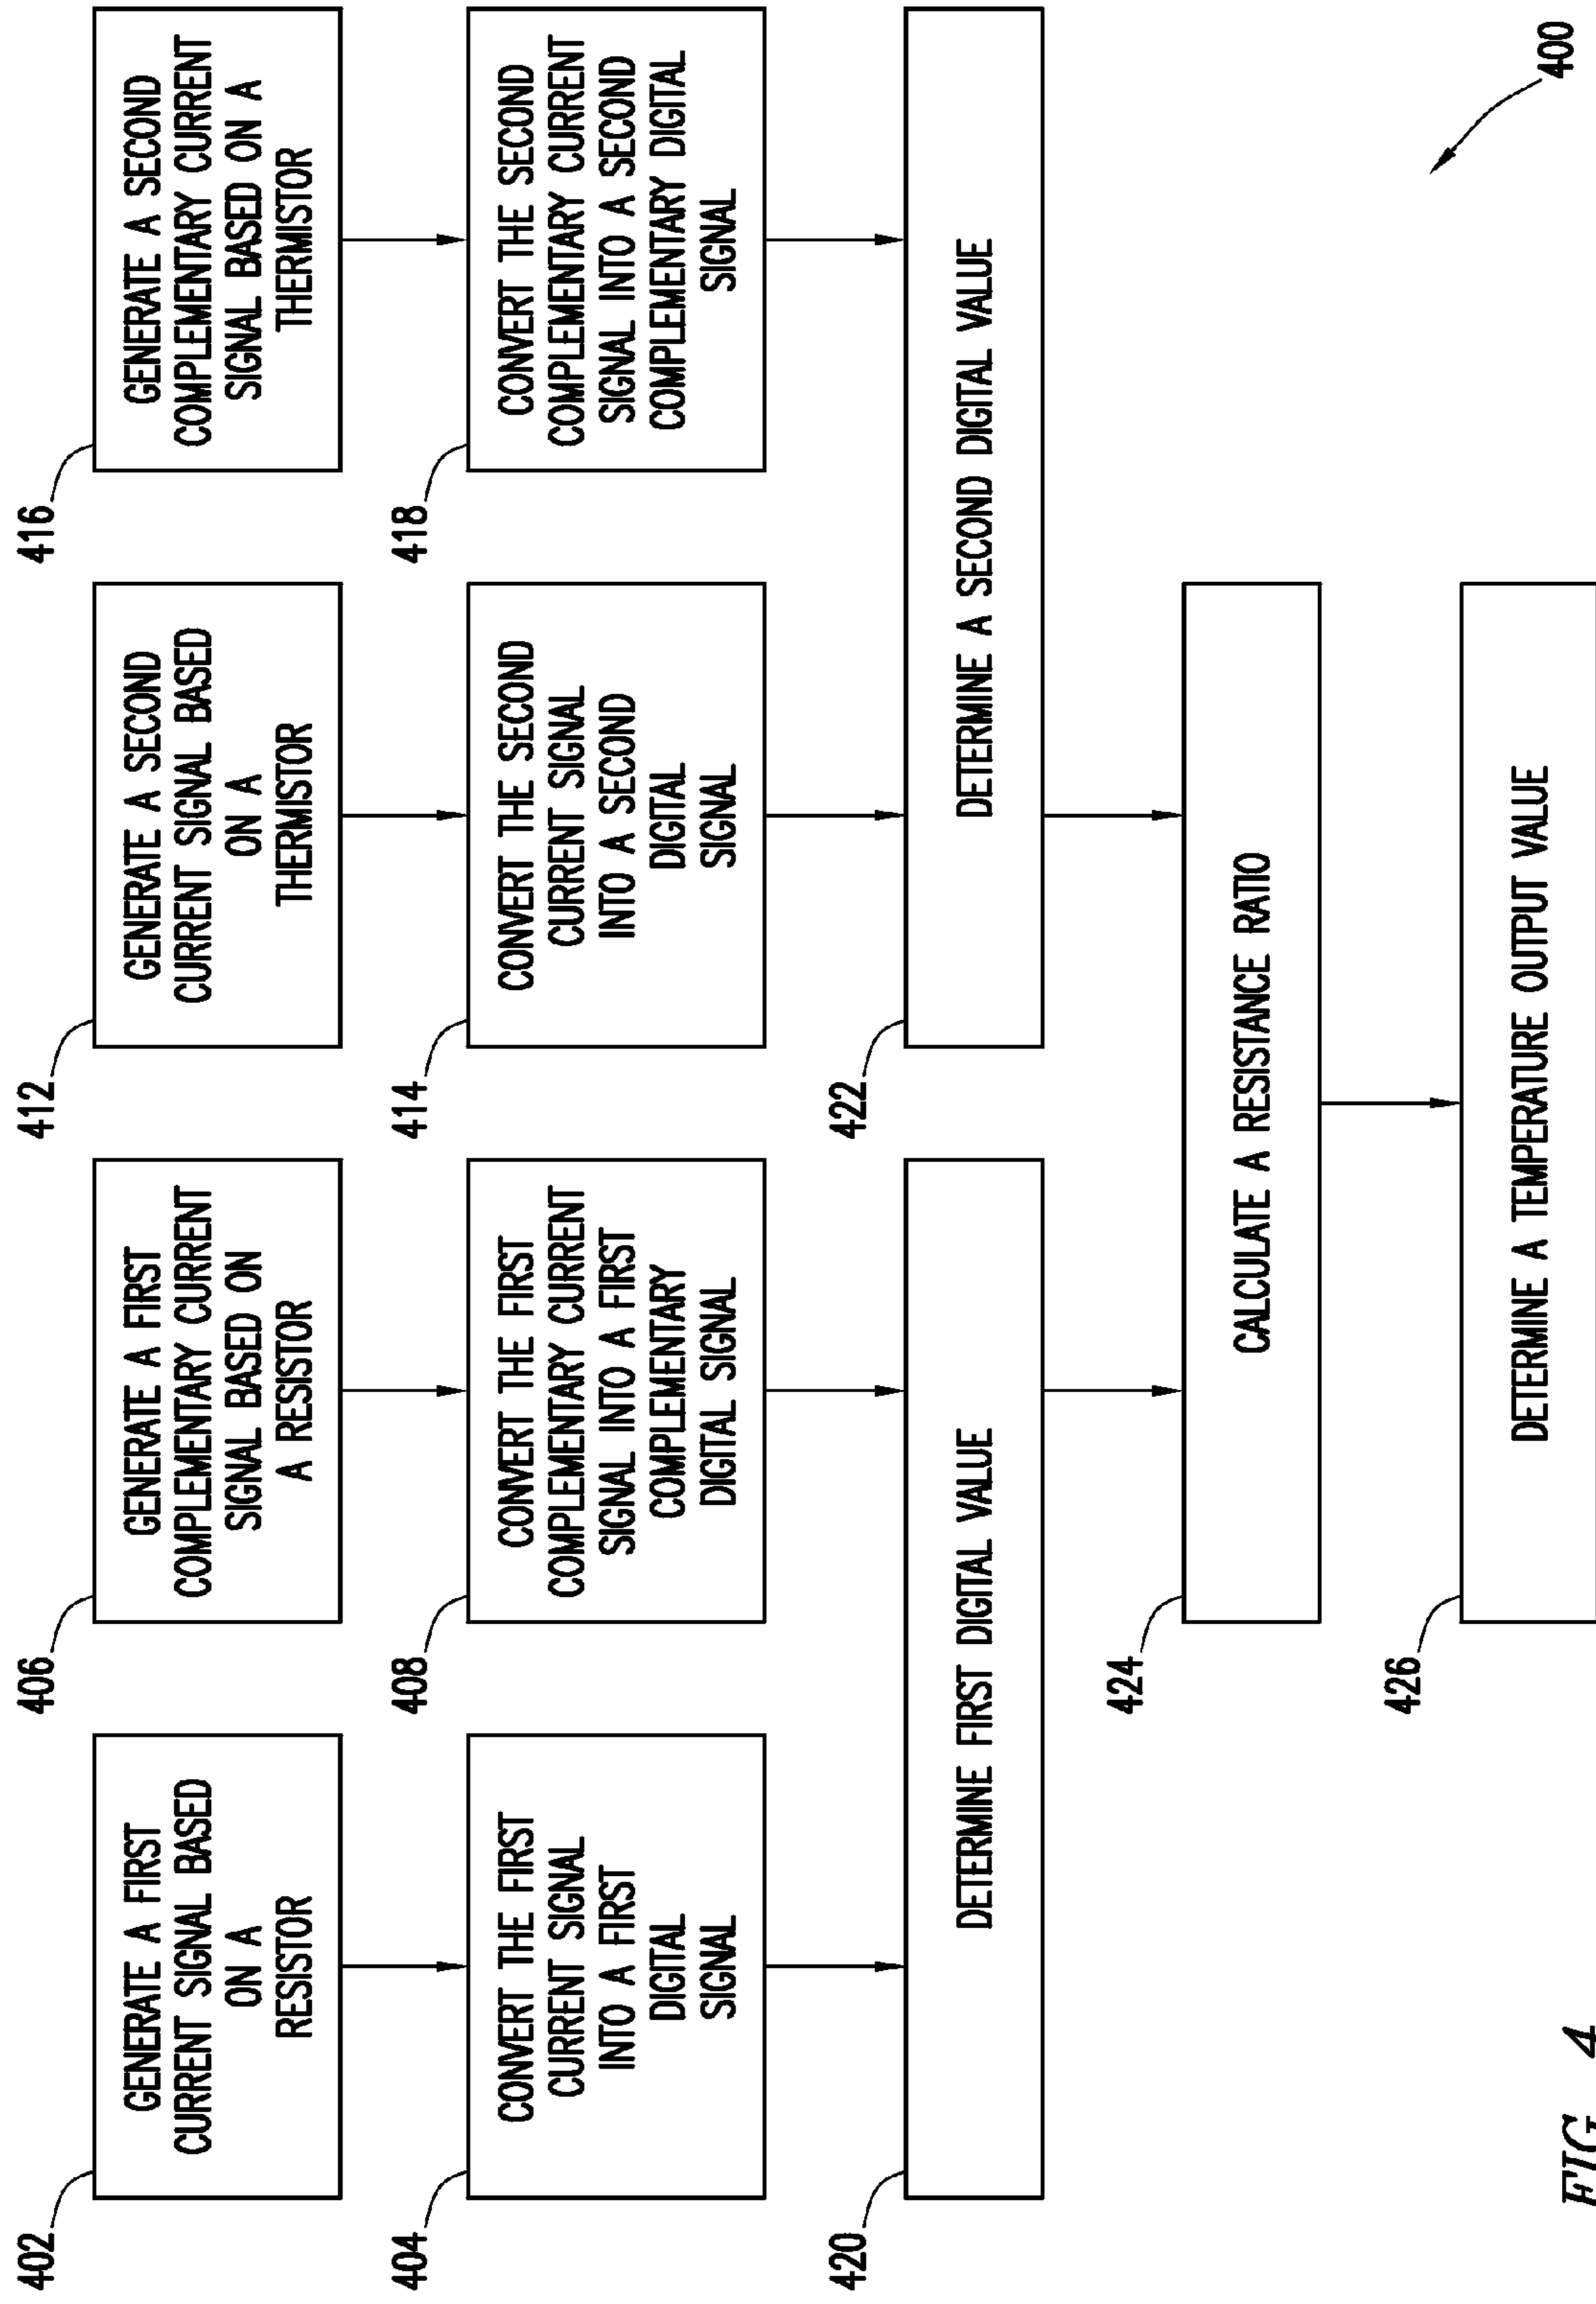 402
GENERATE A FIRST
CURRENT SIGNAL BASED
ON A
RESISTOR
406
GENERATE A FIRST
COMPLEMENTARY CURRENT
SIGNAL BASED ON
A RESISTOR
412
GENERATE A SECOND
CURRENT SIGNAL BASED
ON A
THERMISTOR
416
GENERATE A SECOND
COMPLEMENTARY CURRENT
SIGNAL BASED ON A
THERMISTOR
404
CONVERT THE FIRST
CURRENT SIGNAL
INTO A FIRST
DIGITAL
SIGNAL
408
CONVERT THE FIRST
COMPLEMENTARY CURRENT
SIGNAL INTO A FIRST
COMPLEMENTARY
DIGITAL SIGNAL
414
CONVERT THE SECOND
CURRENT SIGNAL
INTO A SECOND
DIGITAL
SIGNAL
418
CONVERT THE SECOND
COMPLEMENTARY CURRENT
SIGNAL INTO A SECOND
COMPLEMENTARY DIGITAL
SIGNAL
420
DETERMINE FIRST DIGITAL VALUE
422
DETERMINE A SECOND DIGITAL VALUE
424
CALCULATE A RESISTANCE RATIO
426
DETERMINE A TEMPERATURE OUTPUT VALUE
400
FIG. 4